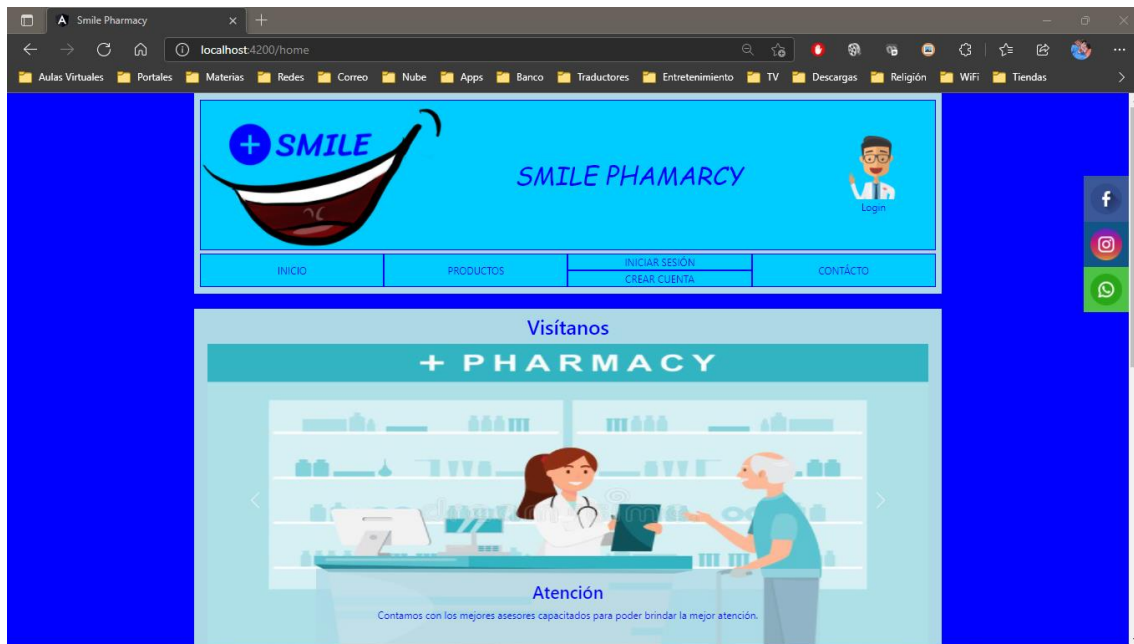 Smile Pharmacy
localhost:4200/home
Aulas Virtuales Portales Materias Redes Correo Nube Apps Banco Traductores Entretenimiento TV Descargas Religión WiFi Tiendas
SMILE
SMILE PHAMARCY
Login
INICIO PRODUCTOS INICIAR SESIÓN CONTÁCTO
CREAR CUENTA
Visítanos
+ PHARMACY
Atención
Contamos con los mejores asesores capacitados para poder brindar la mejor atención.